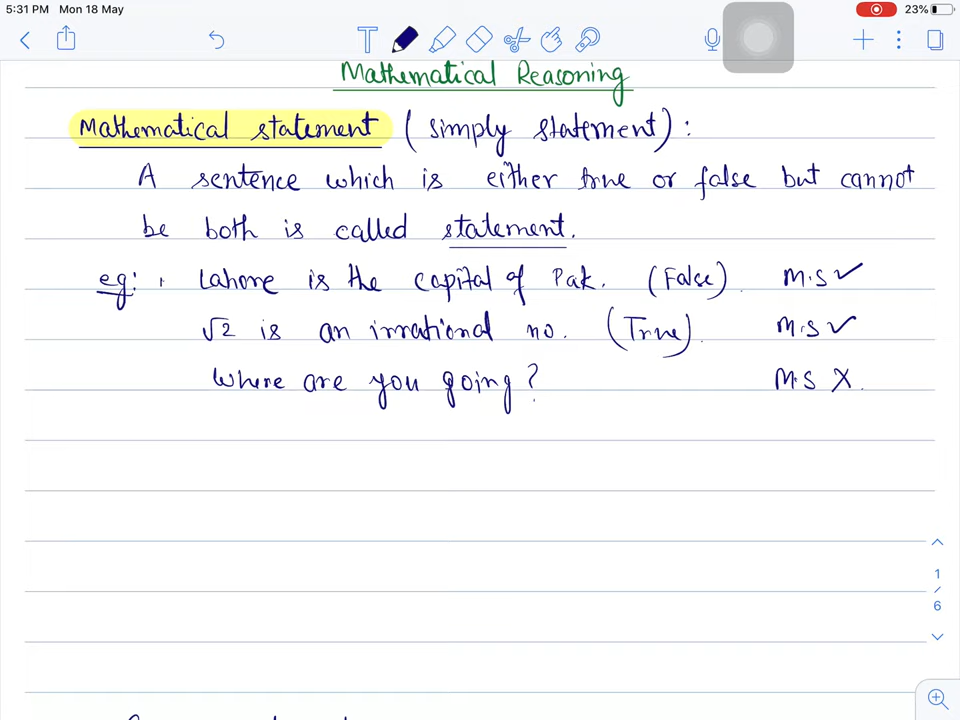 5:31 PM Mon 18 May 23%
T
Mathematical Reasoning
Mathematical statement (simply statement) :
A sentence which is either true or false but cannot
be both is called statement.
eg: Lahore is the capital of Pak. (False). M.S ✓
√2 is an irrational no. (True). M.S ✓
Where are you going? M.S X.
1
/
6